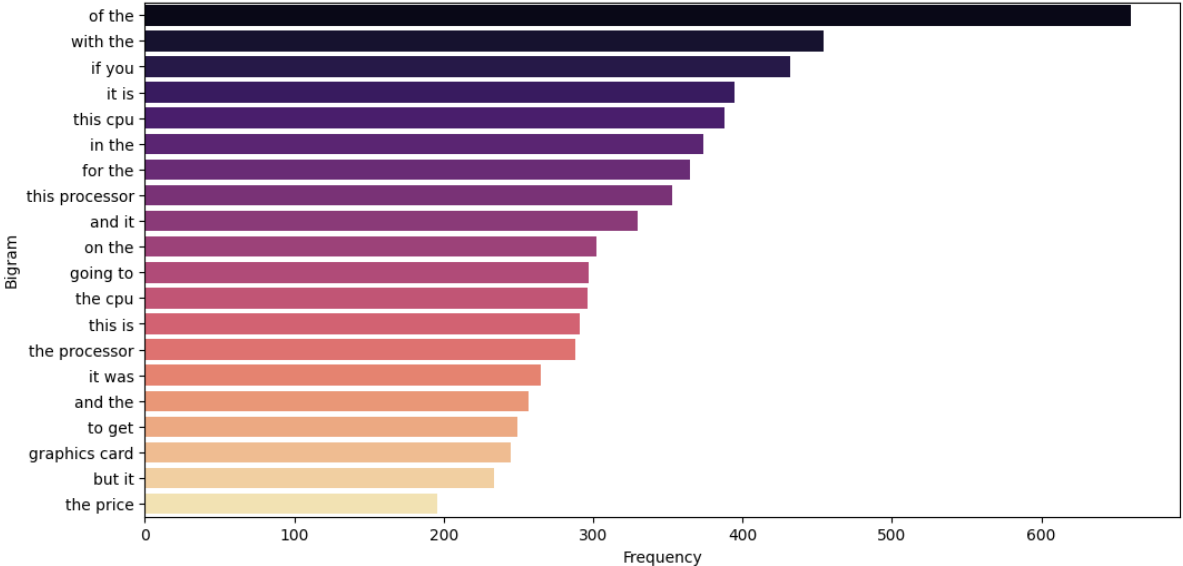 of the
with the
if you
it is
this cpu
in the
for the
this processor
and it
on the
going to
the cpu
this is
the processor
it was
and the
to get
graphics card
but it
the price
Bigram
0 100 200 300 400 500 600
Frequency